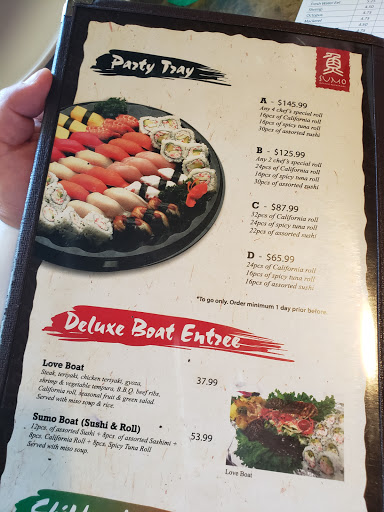 Party Tray
魚
SUMO
A - $145.99
Any 4 chef's special roll
16pcs of California roll
16pcs of spicy tuna roll
30pcs of assorted sushi
B - $125.99
Any 2 chef's special roll
24pcs of California roll
16pcs of spicy tuna roll
30pcs of assorted sushi
C - $87.99
32pcs of California roll
24pcs of spicy tuna roll
22pcs of assorted sushi
D - $65.99
24pcs of California roll
16pcs of spicy tuna roll
16pcs of assorted sushi
*To go only. Order minimum 1 day prior before.
Deluxe Boat Entree
Love Boat
37.99
Steak, teriyaki, chicken teriyaki, gyoza,
shrimp & vegetable tempura, B.B.Q. beef ribs,
California roll, seasonal fruit & green salad.
Served with miso soup & rice.
Sumo Boat (Sushi & Roll)
53.99
12pcs. of assorted Sushi + 8pcs. of assorted Sashimi +
8pcs. California Roll + 8pcs. Spicy Tuna Roll
Served with miso soup.
Love Boat